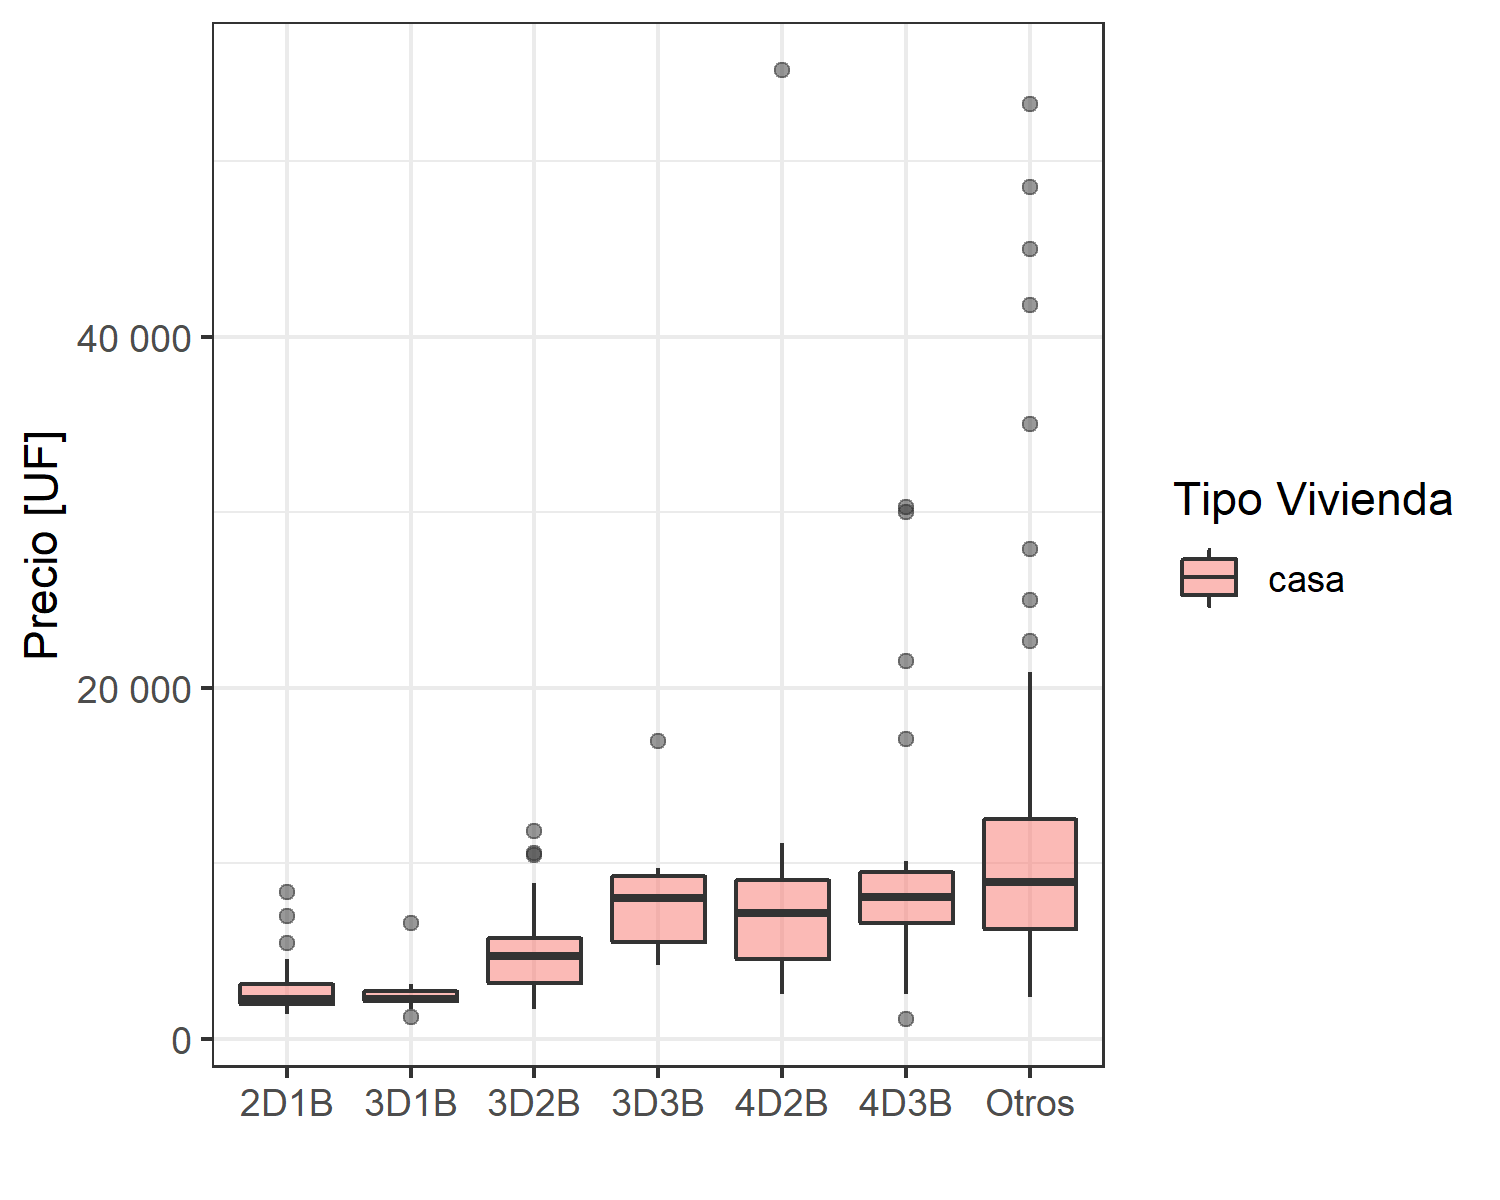 Precio [UF]
40 000
20 000
0
2D1B 3D1B 3D2B 3D3B 4D2B 4D3B Otros
Tipo Vivienda
casa